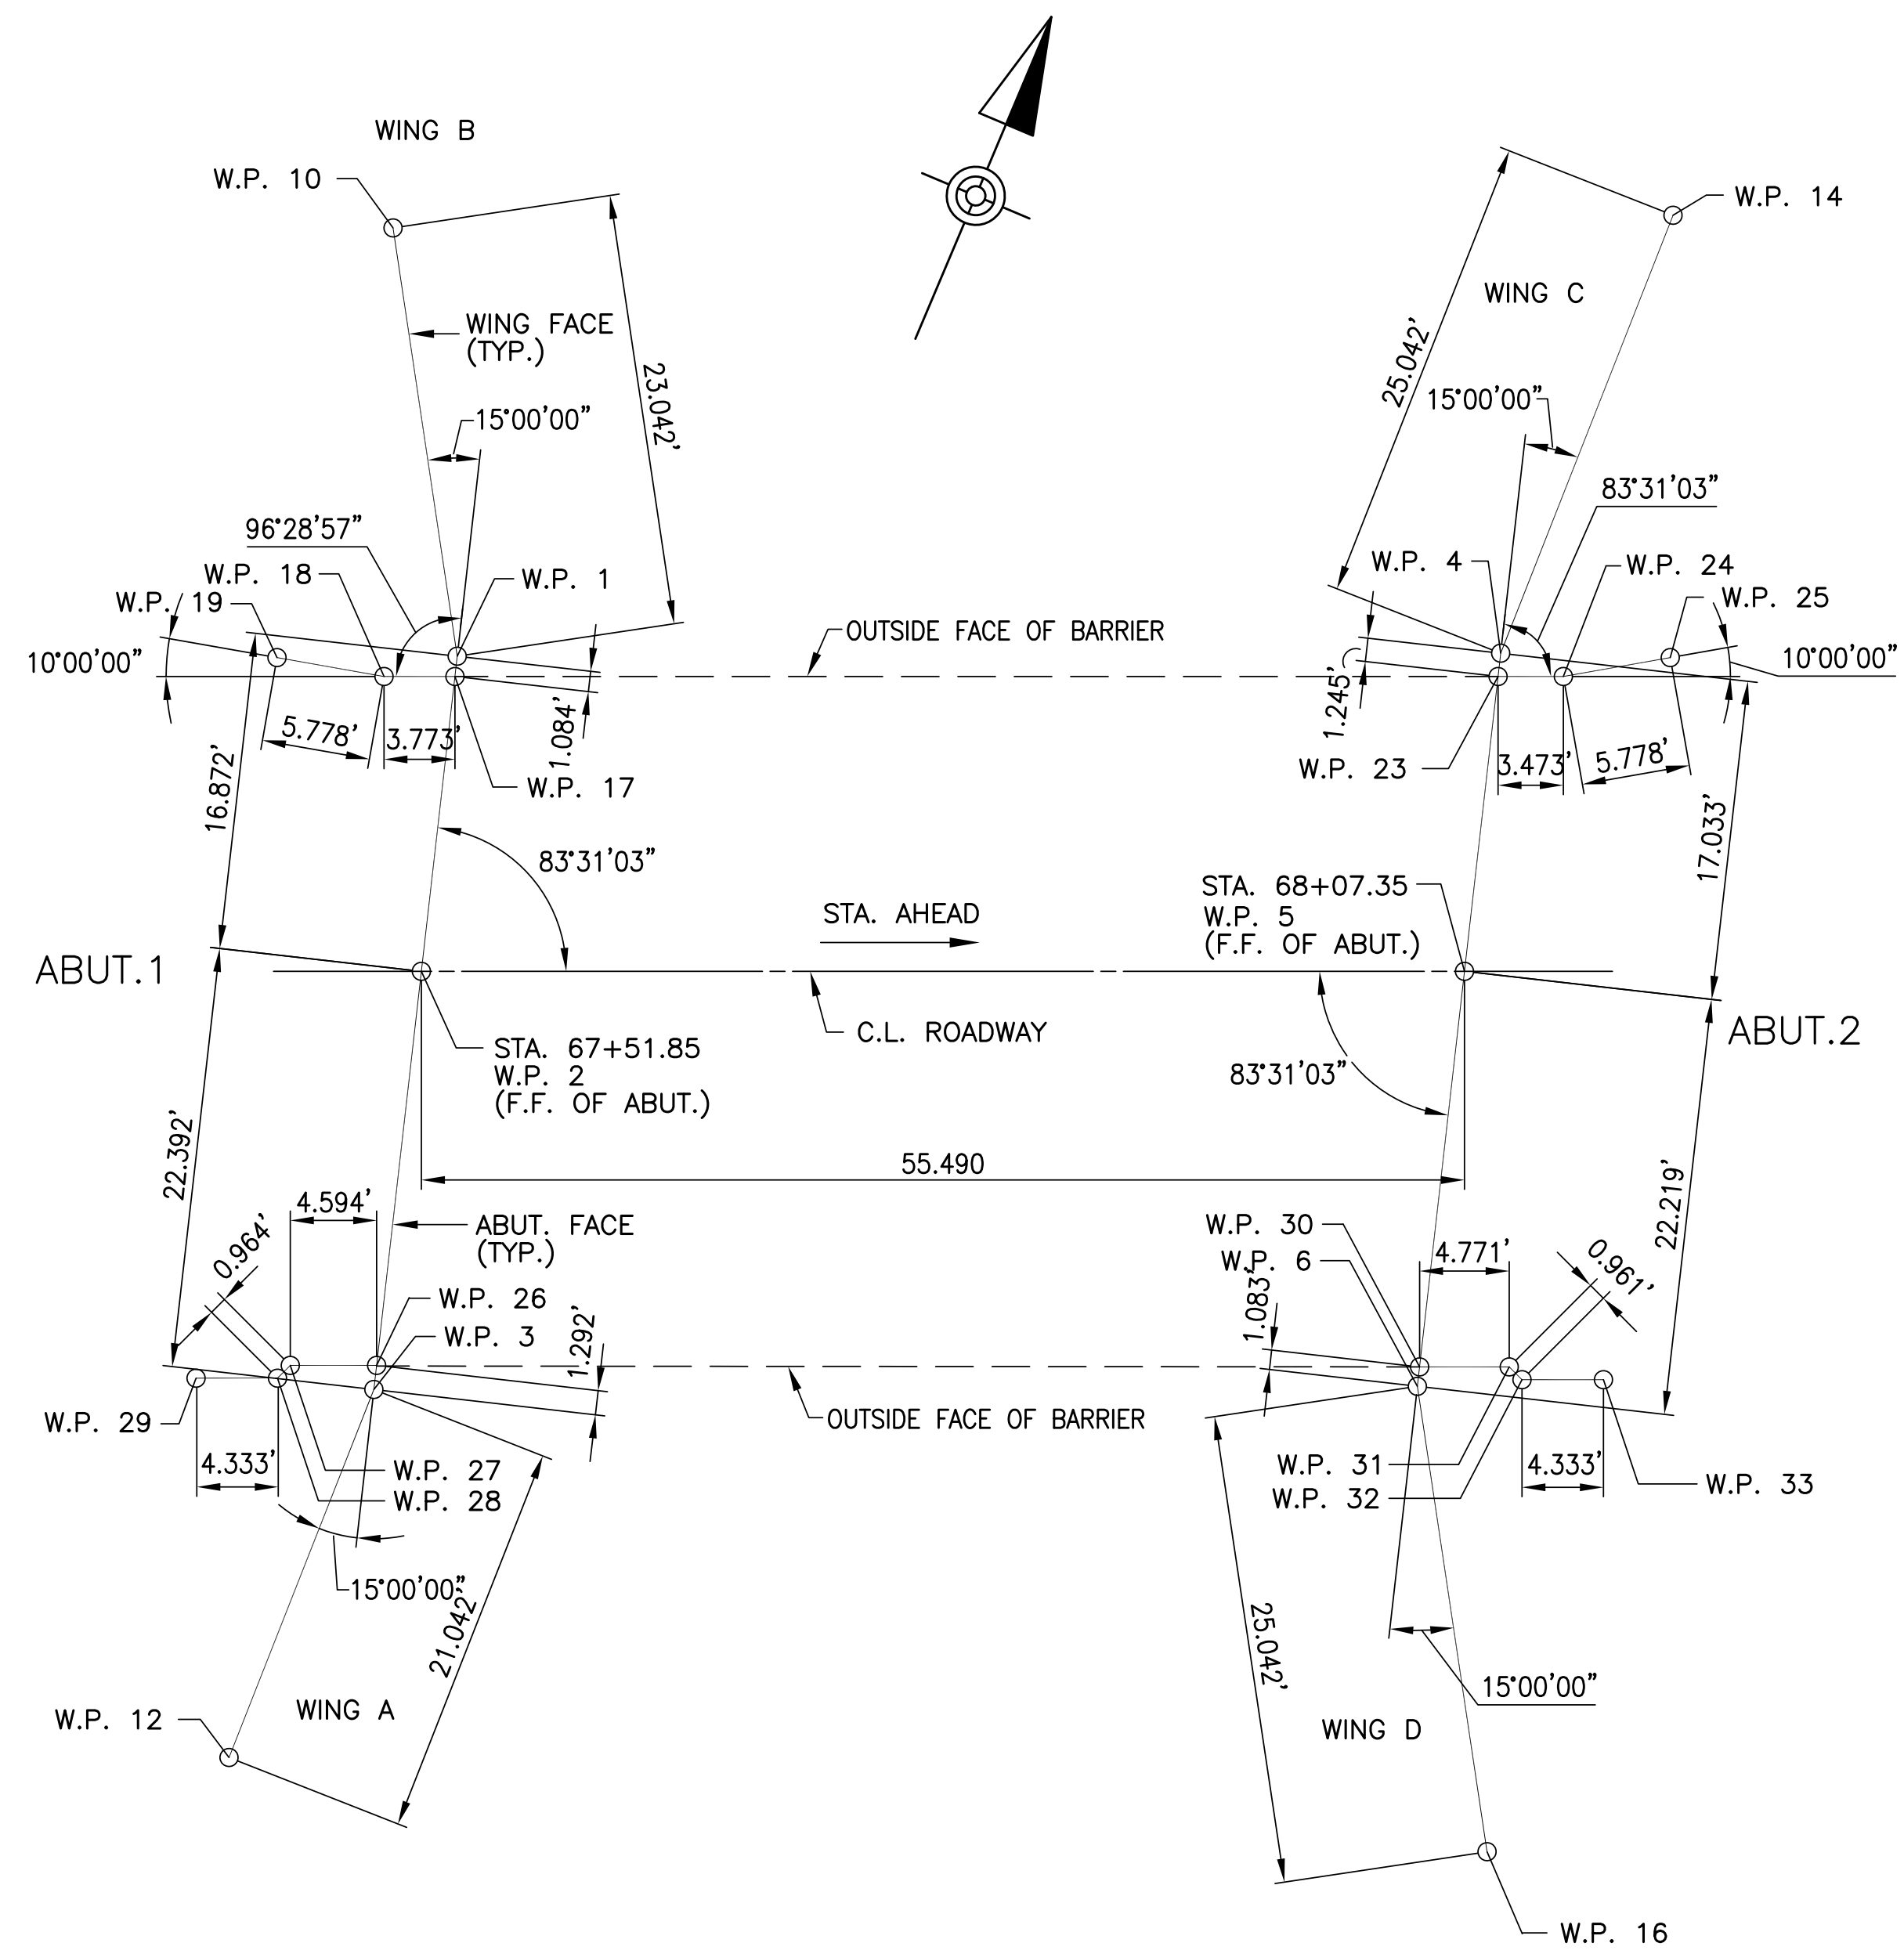 WING B
W.P. 10
W.P. 14
WING C
WING FACE
(TYP.)
23.042'
25.042'
15°00'00"
15°00'00"
83°31'03"
96°28'57"
W.P. 18
W.P. 1
W.P. 4
W.P. 24
W.P. 19
W.P. 25
OUTSIDE FACE OF BARRIER
10°00'00"
10°00'00"
1.245'
1.084'
5.778'
3.773'
3.473'
5.778'
W.P. 17
W.P. 23
16.872'
17.033'
83°31'03"
STA. 68+07.35
W.P. 5
(F.F. OF ABUT.)
STA. AHEAD
ABUT.1
C.L. ROADWAY
ABUT.2
STA. 67+51.85
W.P. 2
(F.F. OF ABUT.)
83°31'03"
22.392'
55.490
22.219'
4.594'
ABUT. FACE
(TYP.)
W.P. 30
0.964'
4.771'
0.961'
W.P. 6
W.P. 26
1.083'
W.P. 3
1.292'
W.P. 29
OUTSIDE FACE OF BARRIER
4.333'
W.P. 27
W.P. 28
W.P. 31
W.P. 32
4.333'
W.P. 33
15°00'00"
21.042'
25.042'
15°00'00"
WING A
W.P. 12
WING D
W.P. 16